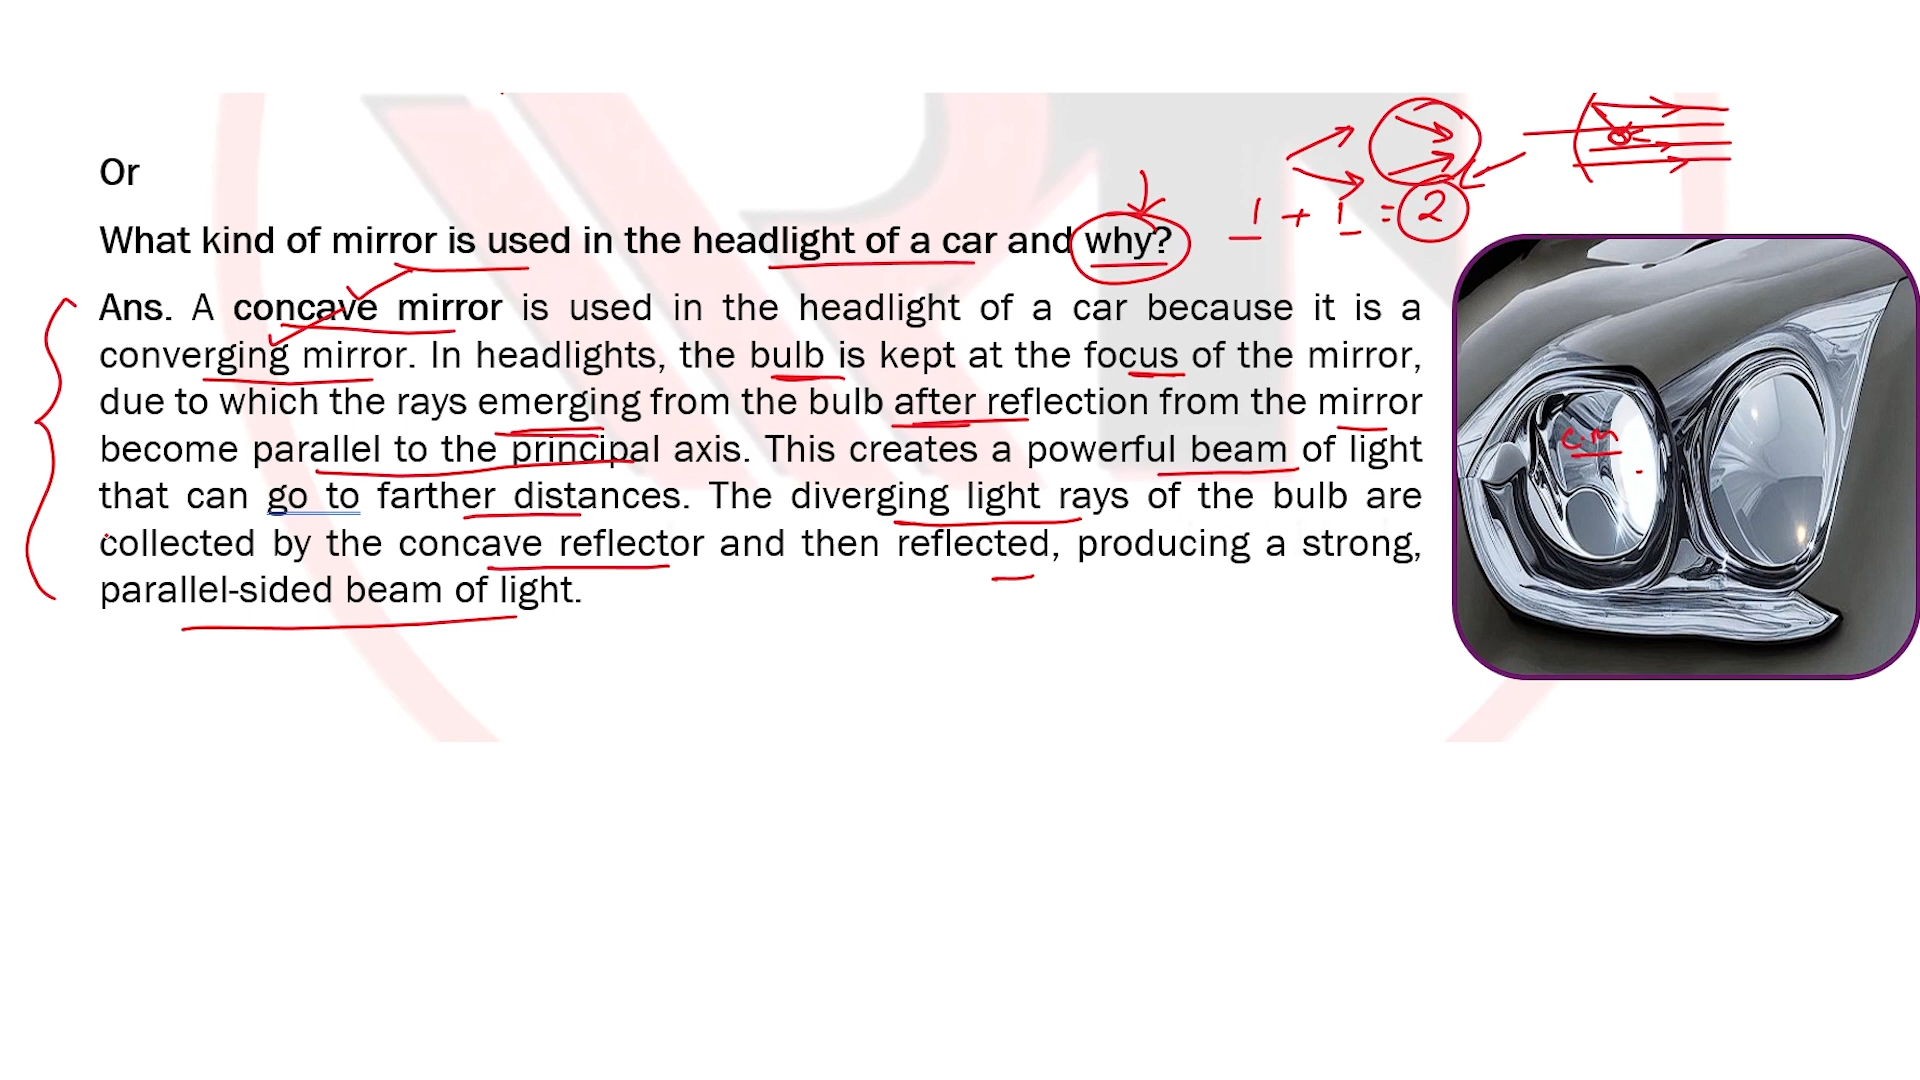 Or
What kind of mirror is used in the headlight of a car and why?
1 + 1 = 2
Ans. A concave mirror is used in the headlight of a car because it is a
converging mirror. In headlights, the bulb is kept at the focus of the mirror,
due to which the rays emerging from the bulb after reflection from the mirror
become parallel to the principal axis. This creates a powerful beam of light
that can go to farther distances. The diverging light rays of the bulb are
collected by the concave reflector and then reflected, producing a strong,
parallel-sided beam of light.
C.M